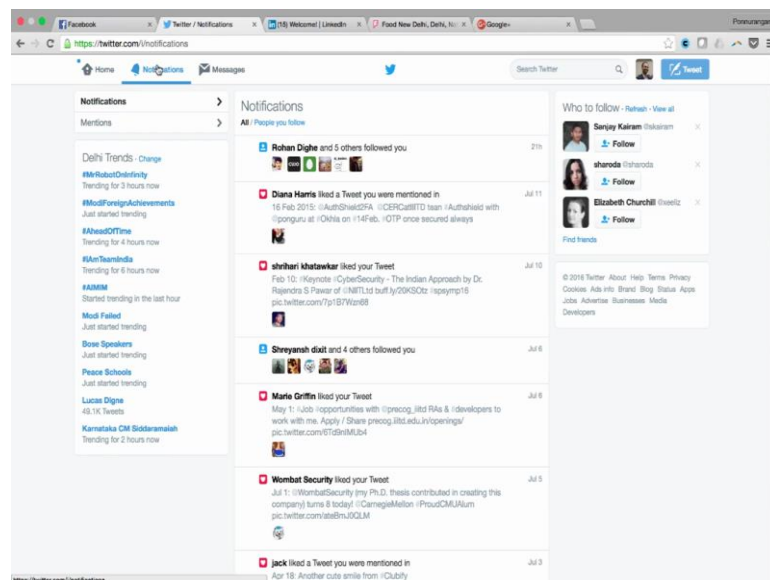 Facebook
Twitter / Notifications
(15) Welcome! | LinkedIn
Food New Delhi, Delhi,
Google+
Ponnurangam
https://twitter.com/i/notifications
Home
Notifications
Messages
Search Twitter
Tweet
Notifications
Mentions
Delhi Trends · Change
#MrRobotOnInfinity
Trending for 3 hours now
#ModiForeignAchievements
Just started trending
#AheadOfTime
Trending for 4 hours now
#IAmTeamIndia
Trending for 6 hours now
#AIMIM
Started trending in the last hour
Modi Failed
Just started trending
Bose Speakers
Just started trending
Peace Schools
Just started trending
Lucas Digne
49.1K Tweets
Karnataka CM Siddaramaiah
Trending for 2 hours now
Notifications
All / People you follow
Rohan Dighe and 5 others followed you
21h
Diana Harris liked a Tweet you were mentioned in
Jul 11
16 Feb 2015: @AuthShield2FA @CERCatIIITD team #Authshield with
@ponguru at #Okhla on #14Feb. #OTP once secured always
shrihari khatawkar liked your Tweet
Jul 10
Feb 10: #Keynote #CyberSecurity - The Indian Approach by Dr.
Rajendra S Pawar of @NIITLtd buff.ly/20KSOtz #spsymp16
pic.twitter.com/7p1B7Wzn68
Shreyansh dixit and 4 others followed you
Jul 6
Marie Griffin liked your Tweet
Jul 6
May 1: #Job #opportunities with @precog_iiitd RAs & #developers to
work with me. Apply / Share precog.iiitd.edu.in/openings/
pic.twitter.com/6Td9nIMUb4
Wombat Security liked your Tweet
Jul 5
Jul 1: @WombatSecurity (my Ph.D. thesis contributed in creating this
company) turns 8 today! @CarnegieMellon #ProudCMUAlum
pic.twitter.com/ateBmJ0QLM
jack liked a Tweet you were mentioned in
Jul 3
Apr 18: Another cute smile from #Clubify
Who to follow · Refresh · View all
Sanjay Kairam @skairam
Follow
sharoda @sharoda
Follow
Elizabeth Churchill @xeeliz
Follow
Find friends
© 2016 Twitter About Help Terms Privacy
Cookies Ads info Brand Blog Status Apps
Jobs Advertise Businesses Media
Developers